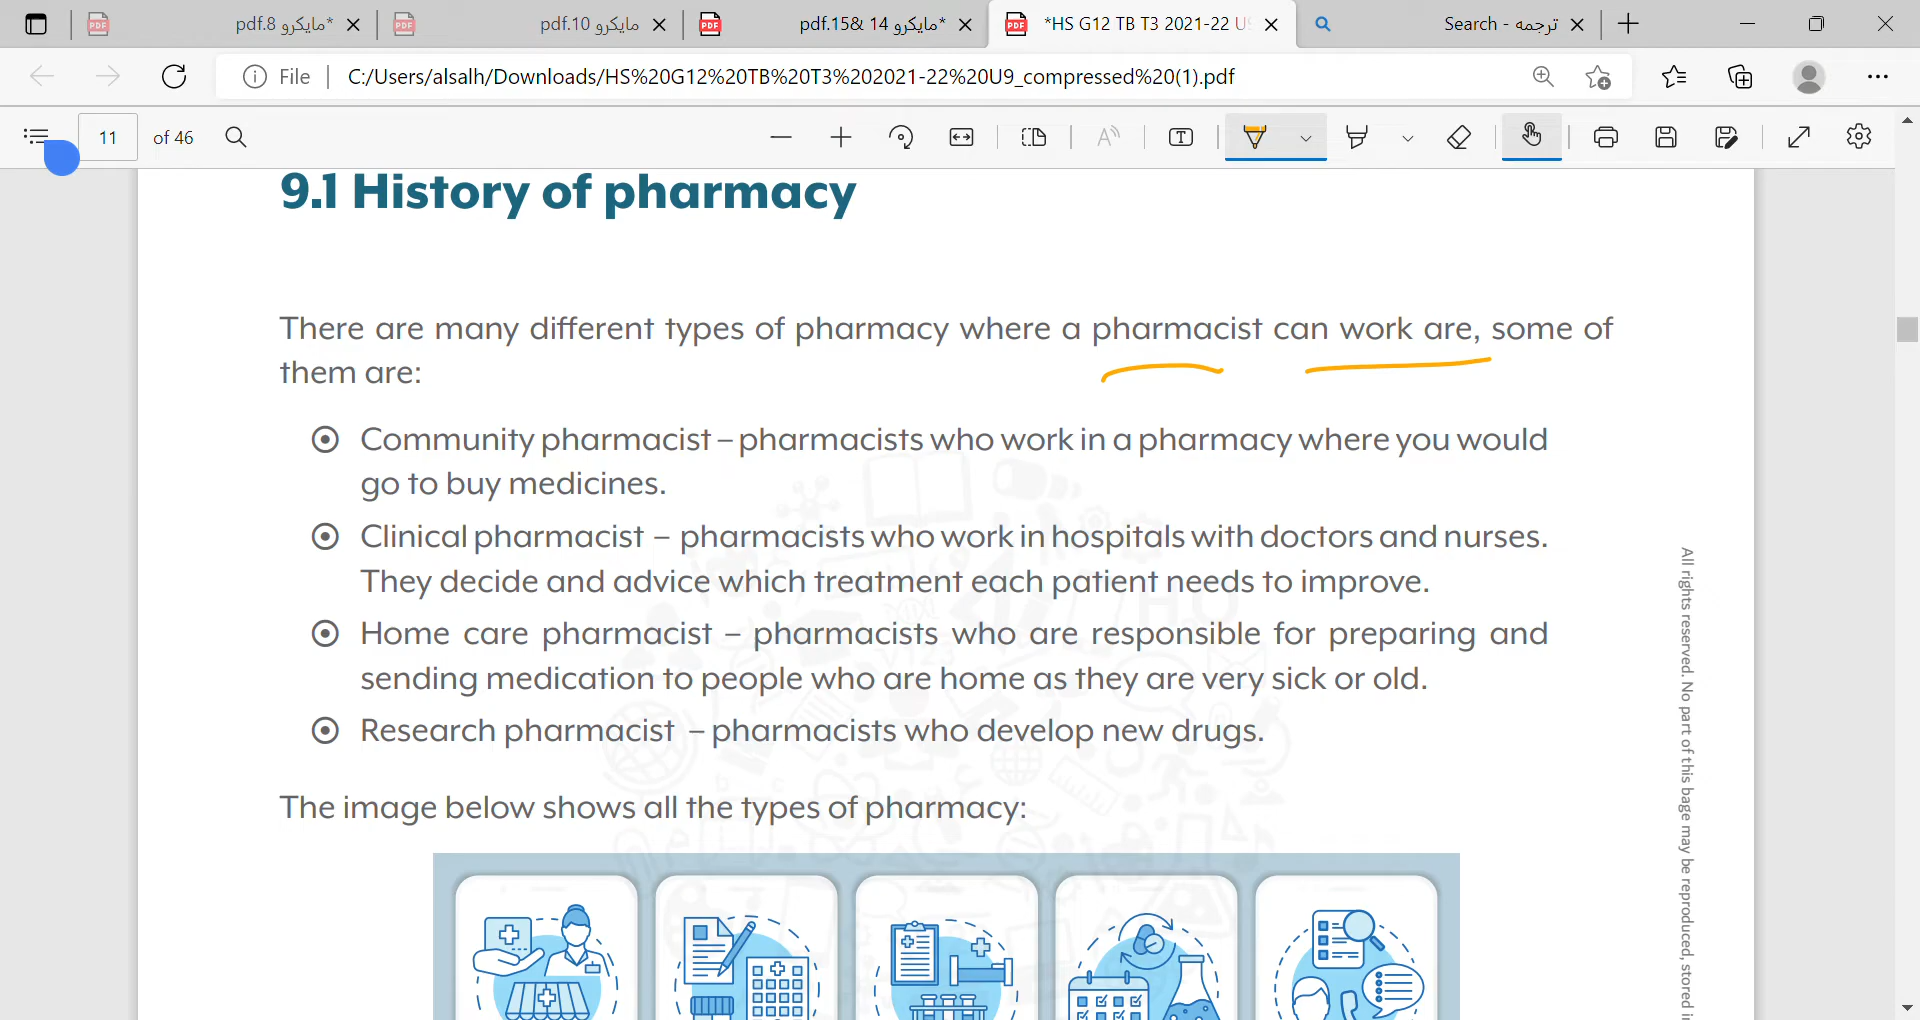 مايكرو 8.pdf*
مايكرو 10.pdf
مايكرو 14 &15.pdf*
*HS G12 TB T3 2021-22 U
ترجمه - Search
File
C:/Users/alsalh/Downloads/HS%20G12%20TB%20T3%202021-22%20U9_compressed%20(1).pdf
11 of 46
9.1 History of pharmacy
There are many different types of pharmacy where a pharmacist can work are, some of
them are:
Community pharmacist – pharmacists who work in a pharmacy where you would
go to buy medicines.
Clinical pharmacist – pharmacists who work in hospitals with doctors and nurses.
They decide and advice which treatment each patient needs to improve.
Home care pharmacist – pharmacists who are responsible for preparing and
sending medication to people who are home as they are very sick or old.
Research pharmacist – pharmacists who develop new drugs.
The image below shows all the types of pharmacy:
All rights reserved. No part of this bage may be reproduced, stored